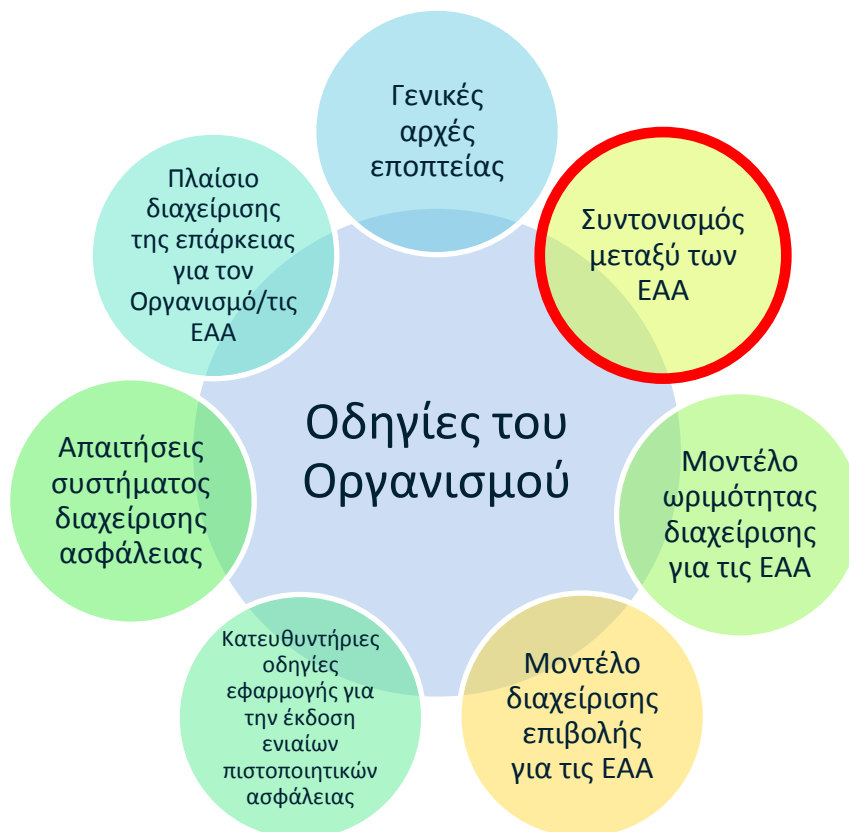 Γενικές
αρχές
εποπτείας
Συντονισμός
μεταξύ των
ΕΑΑ
Μοντέλο
ωριμότητας
διαχείρισης
για τις ΕΑΑ
Μοντέλο
διαχείρισης
επιβολής
για τις ΕΑΑ
Κατευθυντήριες
οδηγίες
εφαρμογής για
την έκδοση
ενιαίων
πιστοποιητικών
ασφάλειας
Απαιτήσεις
συστήματος
διαχείρισης
ασφάλειας
Πλαίσιο
διαχείρισης
της επάρκειας
για τον
Οργανισμό/τις
ΕΑΑ
Οδηγίες του
Οργανισμού